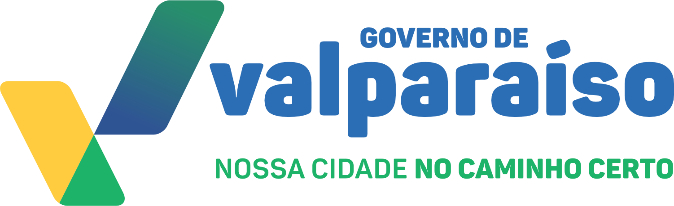 GOVERNO DE
valparaíso
NOSSA CIDADE NO CAMINHO CERTO